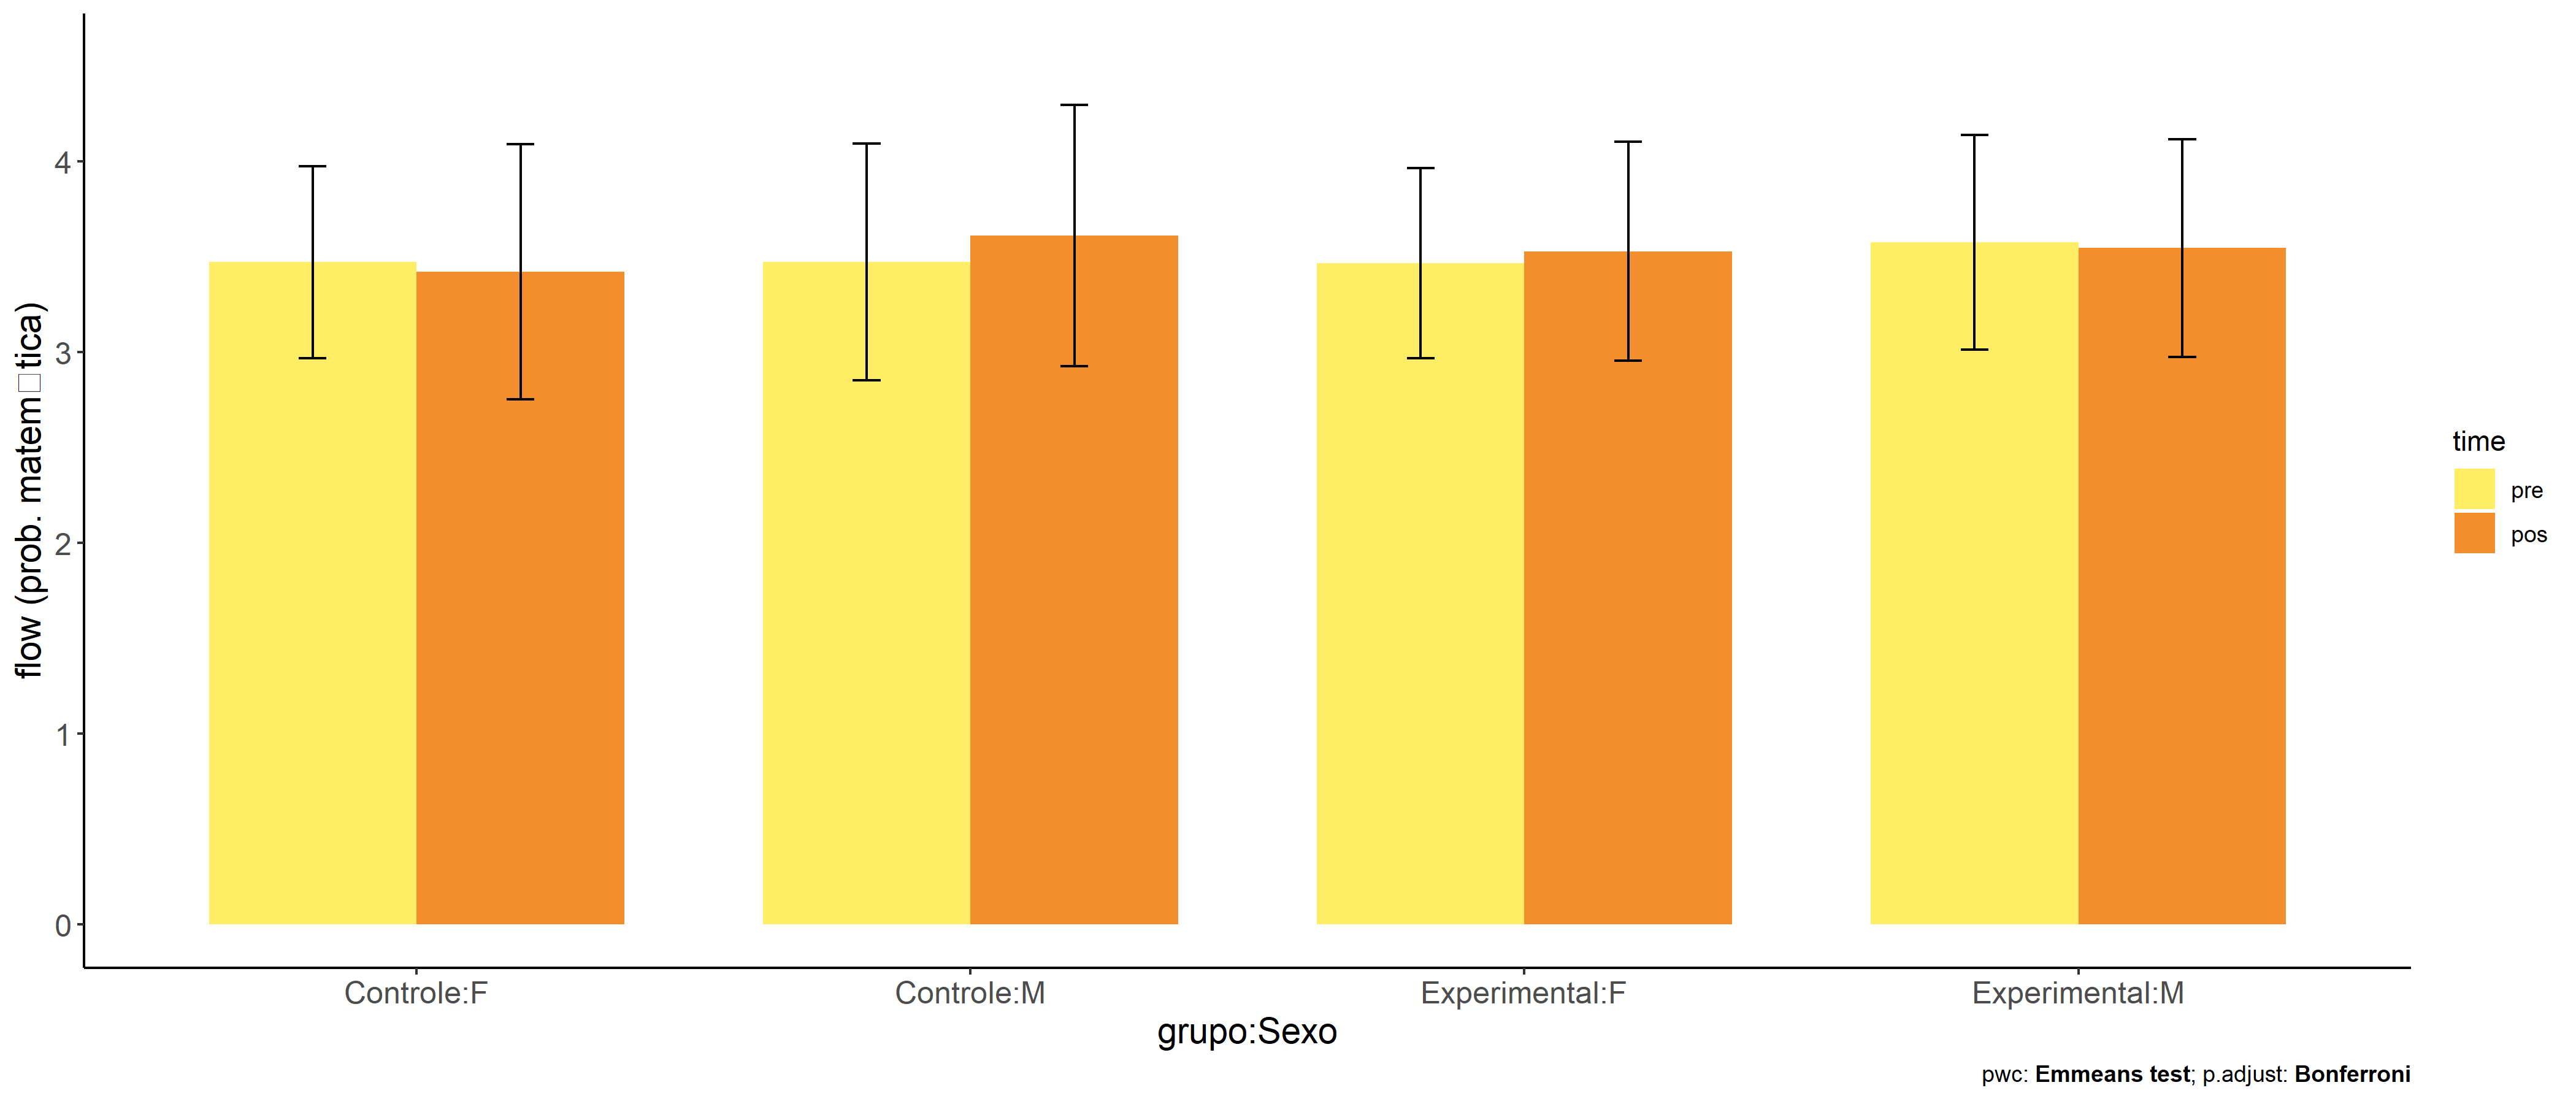 flow (prob. matem□tica)
4
3
2
1
0
Controle:F
Controle:M
Experimental:F
Experimental:M
grupo:Sexo
time
pre
pos
pwc: Emmeans test; p.adjust: Bonferroni